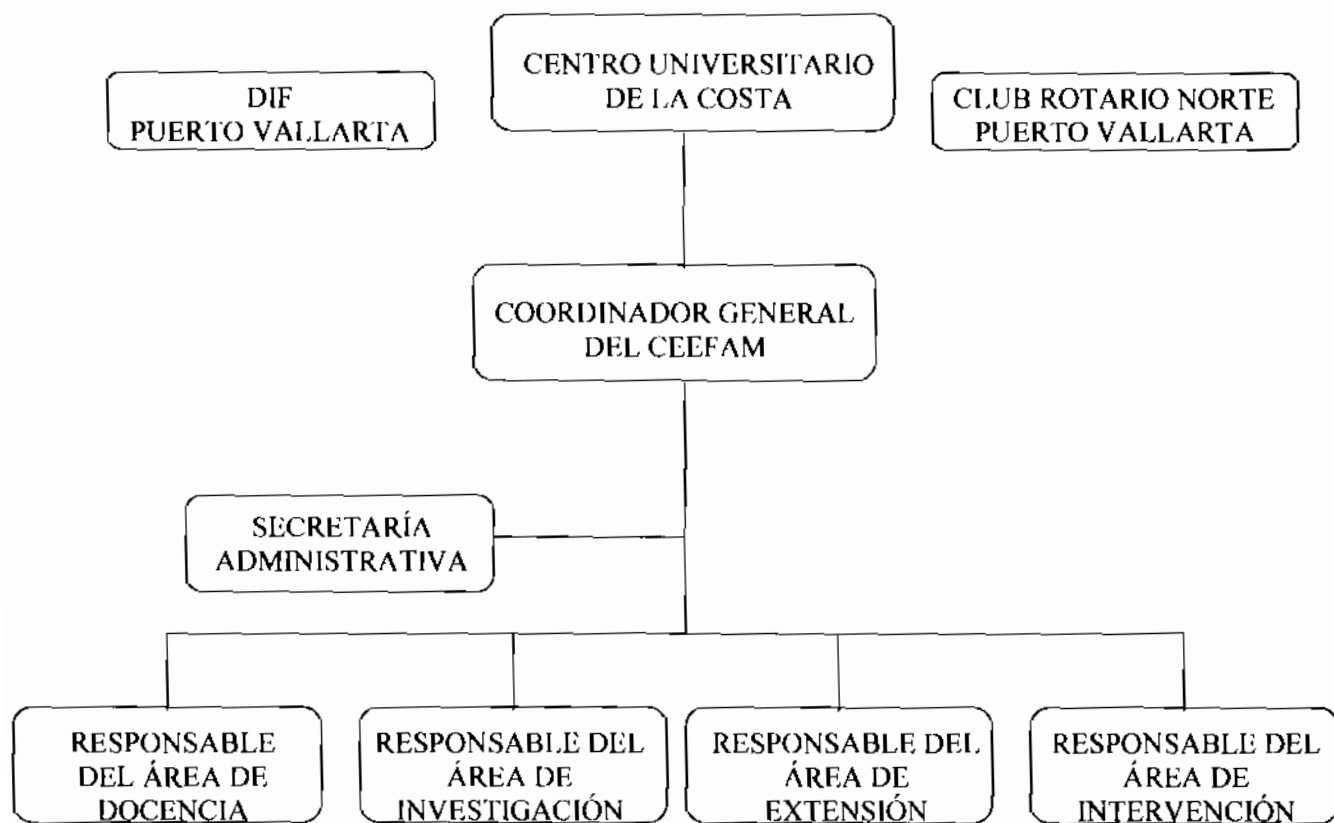 CENTRO UNIVERSITARIO
DE LA COSTA
DIF
PUERTO VALLARTA
CLUB ROTARIO NORTE
PUERTO VALLARTA
COORDINADOR GENERAL
DEL CEEFAM
SECRETARÍA
ADMINISTRATIVA
RESPONSABLE
DEL ÁREA DE
DOCENCIA
RESPONSABLE DEL
ÁREA DE
INVESTIGACIÓN
RESPONSABLE DEL
ÁREA DE
EXTENSIÓN
RESPONSABLE DEL
ÁREA DE
INTERVENCIÓN